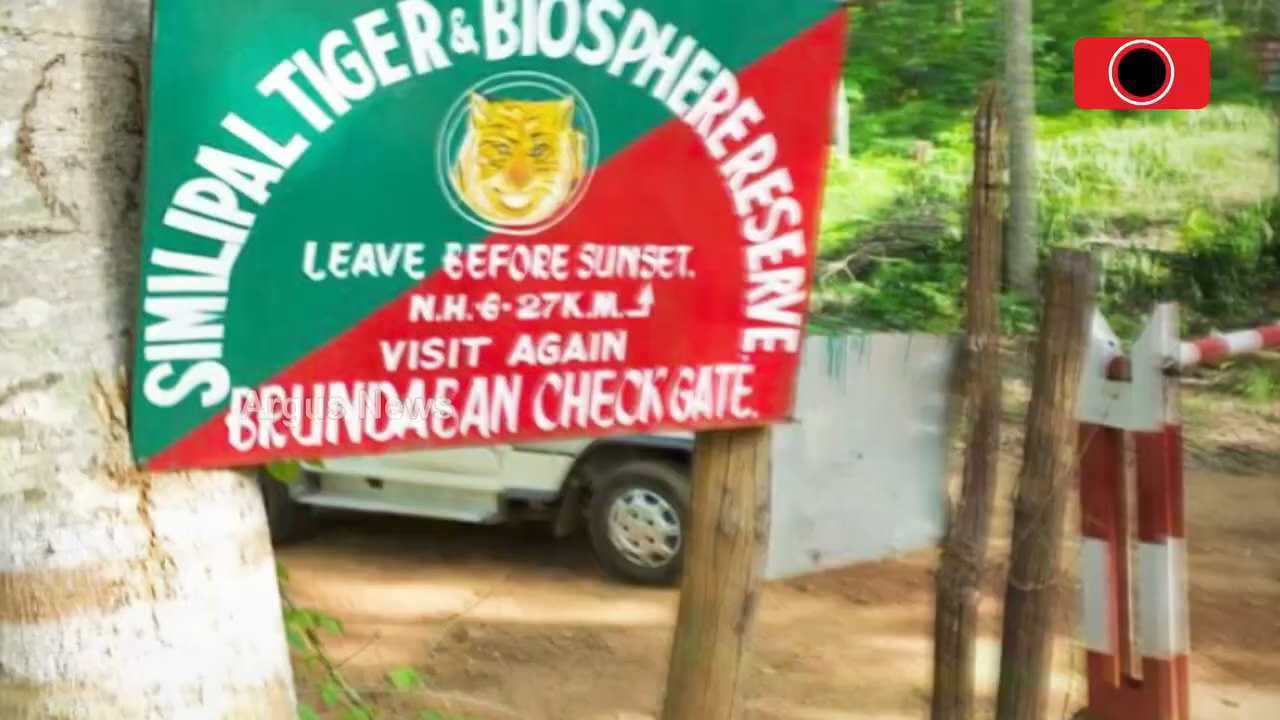 SIMILIPAL TIGER & BIOSPHERE RESERVE
LEAVE BEFORE SUNSET.
N.H.-6-27K.M.
VISIT AGAIN
BRUNDABAN CHECK GATE.
Argus News